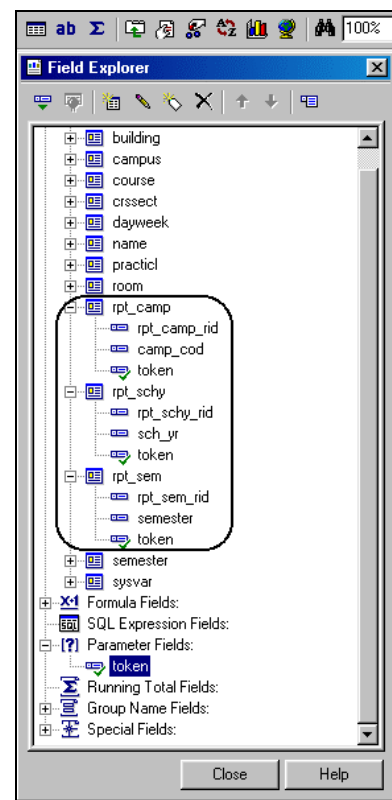 ab Σ 100%
Field Explorer
building
campus
course
crssect
dayweek
name
practicl
room
rpt_camp
rpt_camp_rid
camp_cod
token
rpt_schy
rpt_schy_rid
sch_yr
token
rpt_sem
rpt_sem_rid
semester
token
semester
sysvar
X+1 Formula Fields:
SQL SQL Expression Fields:
[?] Parameter Fields:
token
Σ Running Total Fields:
Group Name Fields:
Special Fields:
Close Help